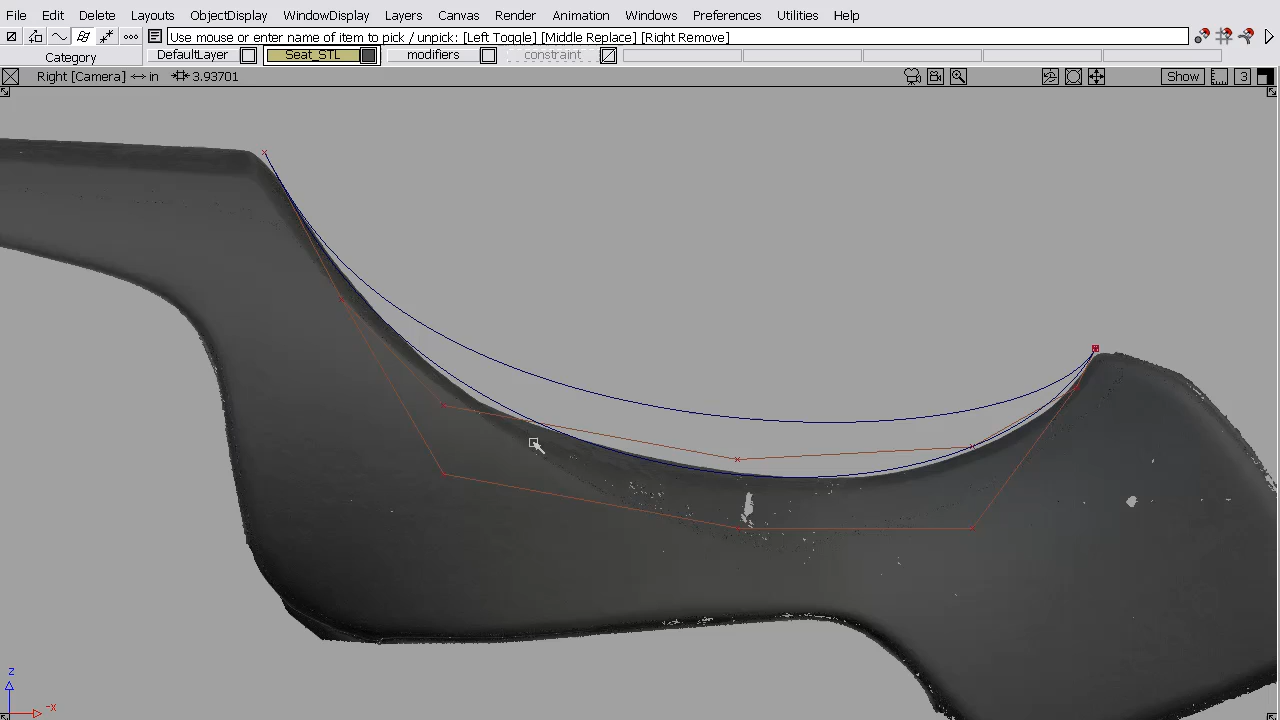 File Edit Delete Layouts ObjectDisplay WindowDisplay Layers Canvas Render Animation Windows Preferences Utilities Help
Use mouse or enter name of item to pick / unpick: [Left Toggle] [Middle Replace] [Right Remove]
Category DefaultLayer Seat_STL modifiers constraint
Right [Camera] in 3.93701 Show 3
z
-x